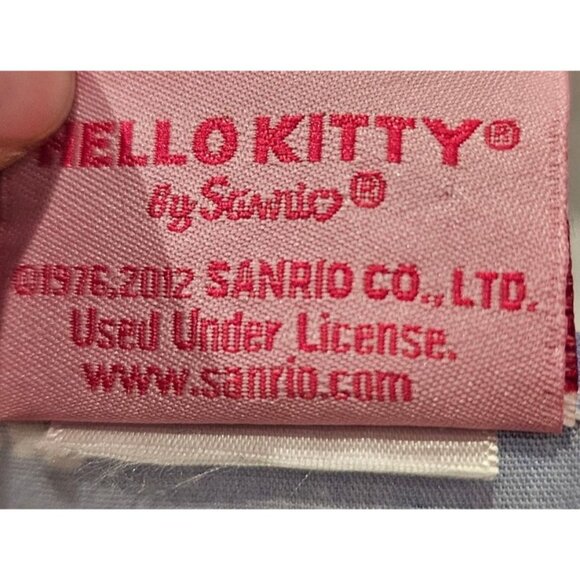 HELLO KITTY®
by Sanrio®
©1976,2012 SANRIO CO., LTD.
Used Under License.
www.sanrio.com